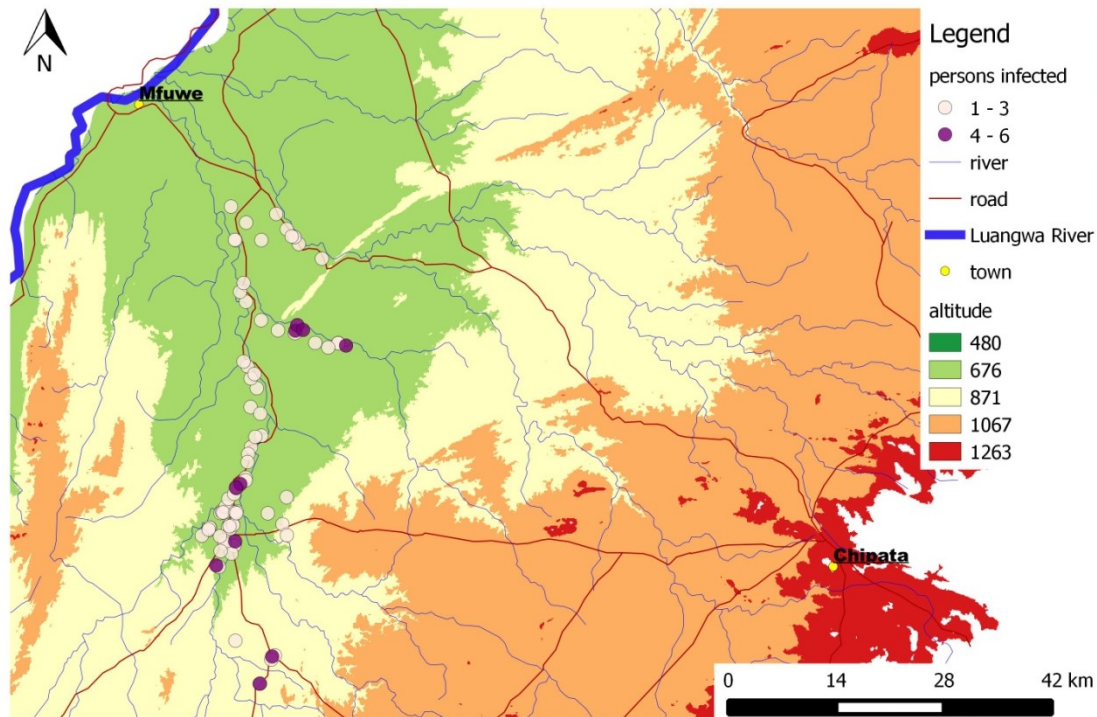 N
Mfuwe
Chipata
Legend
persons infected
1 - 3
4 - 6
river
road
Luangwa River
town
altitude
480
676
871
1067
1263
0 14 28 42 km